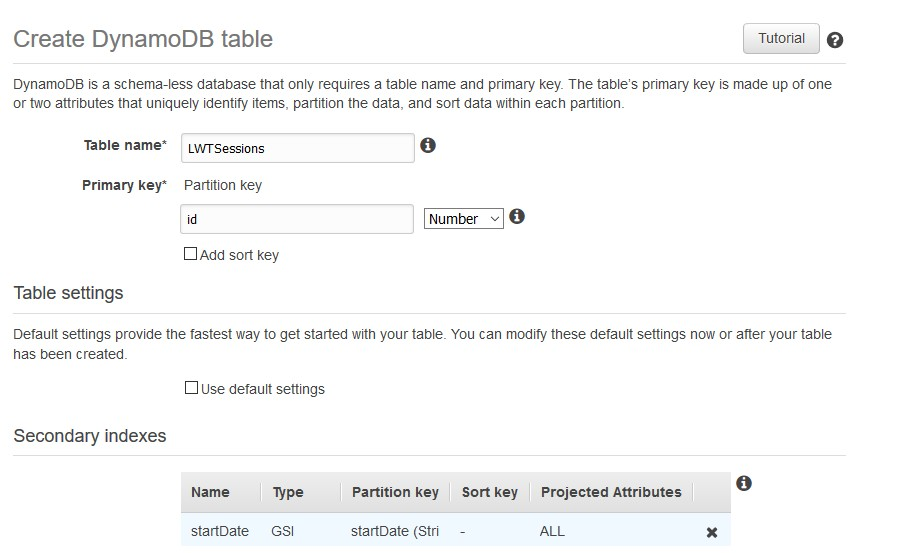 Create DynamoDB table
Tutorial
DynamoDB is a schema-less database that only requires a table name and primary key. The table's primary key is made up of one
or two attributes that uniquely identify items, partition the data, and sort data within each partition.
Table name* LWTSessions
Primary key* Partition key
id Number
Add sort key
Table settings
Default settings provide the fastest way to get started with your table. You can modify these default settings now or after your table
has been created.
Use default settings
Secondary indexes
Name Type Partition key Sort key Projected Attributes
startDate GSI startDate (Stri - ALL